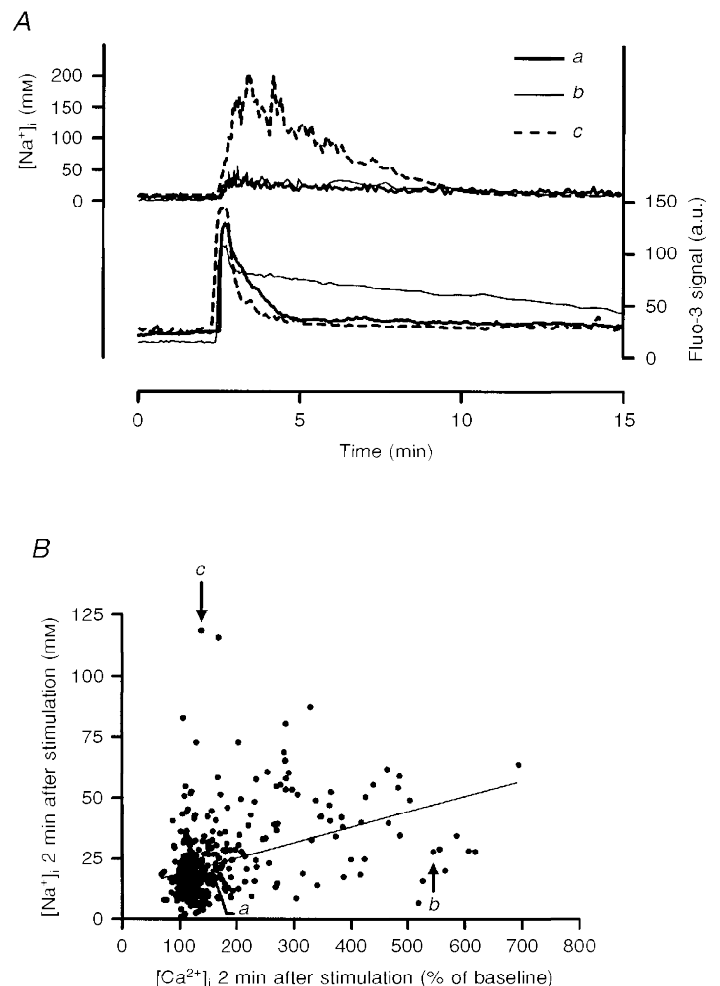 A
a
b
c
[Na⁺]ᵢ (mM)
200
150
100
50
0
150
100
50
0
Fluo-3 signal (a.u.)
0
5
10
15
Time (min)
B
c
[Na⁺]ᵢ 2 min after stimulation (mM)
125
100
75
50
25
0
a
b
0
100
200
300
400
500
600
700
800
[Ca²⁺]ᵢ 2 min after stimulation (% of baseline)